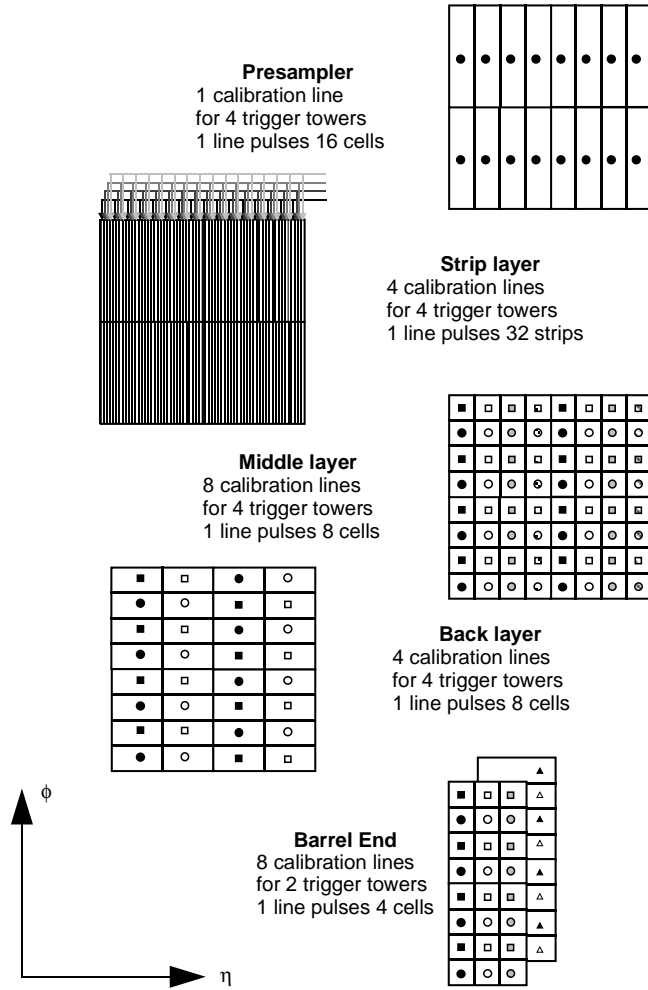 Presampler
1 calibration line
for 4 trigger towers
1 line pulses 16 cells
Strip layer
4 calibration lines
for 4 trigger towers
1 line pulses 32 strips
Middle layer
8 calibration lines
for 4 trigger towers
1 line pulses 8 cells
Back layer
4 calibration lines
for 4 trigger towers
1 line pulses 8 cells
Barrel End
8 calibration lines
for 2 trigger towers
1 line pulses 4 cells
ϕ
η